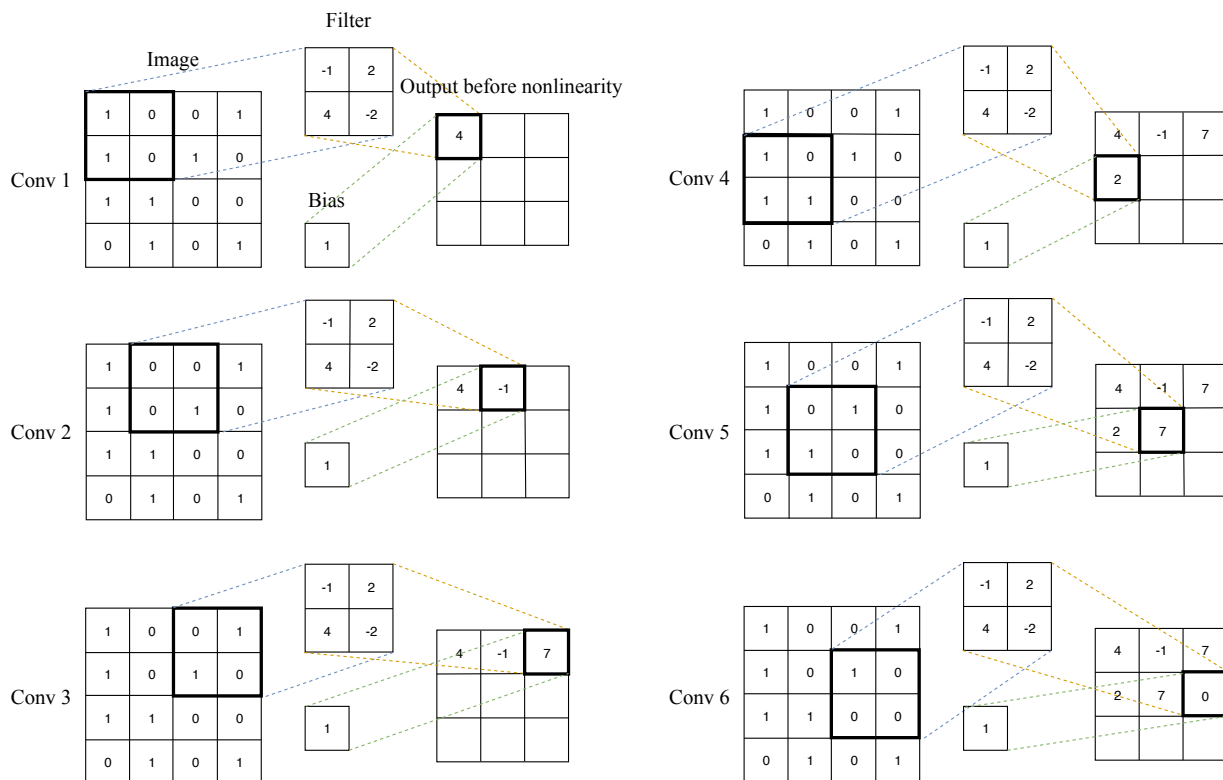 Filter
Image
-1 2
4 -2
Output before nonlinearity
1 0 0 1
1 0 1 0
1 1 0 0
0 1 0 1
4
Conv 1
Bias
1
-1 2
4 -2
1 0 0 1
1 0 1 0
1 1 0 0
0 1 0 1
4 -1
Conv 2
1
-1 2
4 -2
1 0 0 1
1 0 1 0
1 1 0 0
0 1 0 1
4 -1 7
Conv 3
1
-1 2
4 -2
1 0 0 1
1 0 1 0
1 1 0 0
0 1 0 1
4 -1 7
2
Conv 4
1
-1 2
4 -2
1 0 0 1
1 0 1 0
1 1 0 0
0 1 0 1
4 -1 7
2 7
Conv 5
1
-1 2
4 -2
1 0 0 1
1 0 1 0
1 1 0 0
0 1 0 1
4 -1 7
2 7 0
Conv 6
1